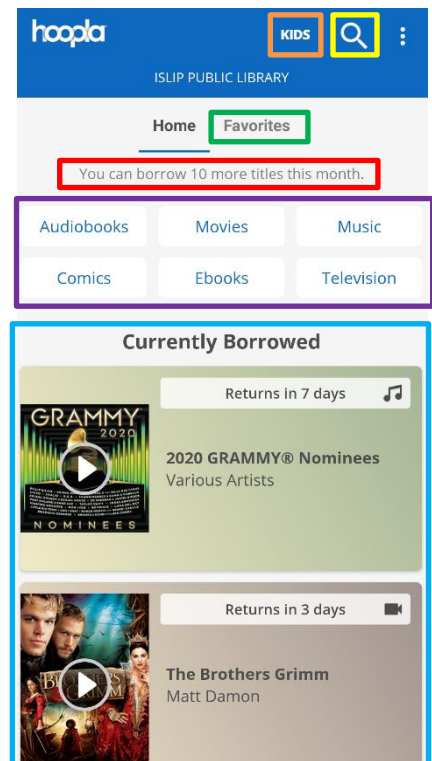 hoopla KIDS
ISLIP PUBLIC LIBRARY
Home Favorites
You can borrow 10 more titles this month.
Audiobooks Movies Music
Comics Ebooks Television
Currently Borrowed
Returns in 7 days
GRAMMY
2020
NOMINEES
2020 GRAMMY® Nominees
Various Artists
Returns in 3 days
The Brothers Grimm
Matt Damon